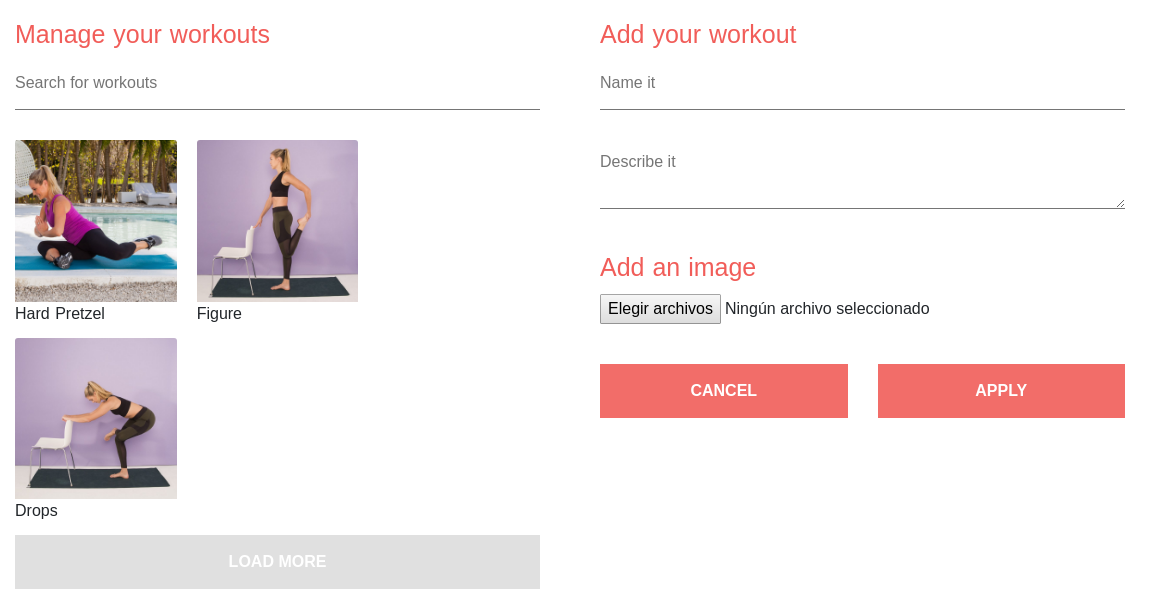 Manage your workouts
Search for workouts
Hard Pretzel
Figure
Drops
LOAD MORE
Add your workout
Name it
Describe it
Add an image
Elegir archivos Ningún archivo seleccionado
CANCEL
APPLY